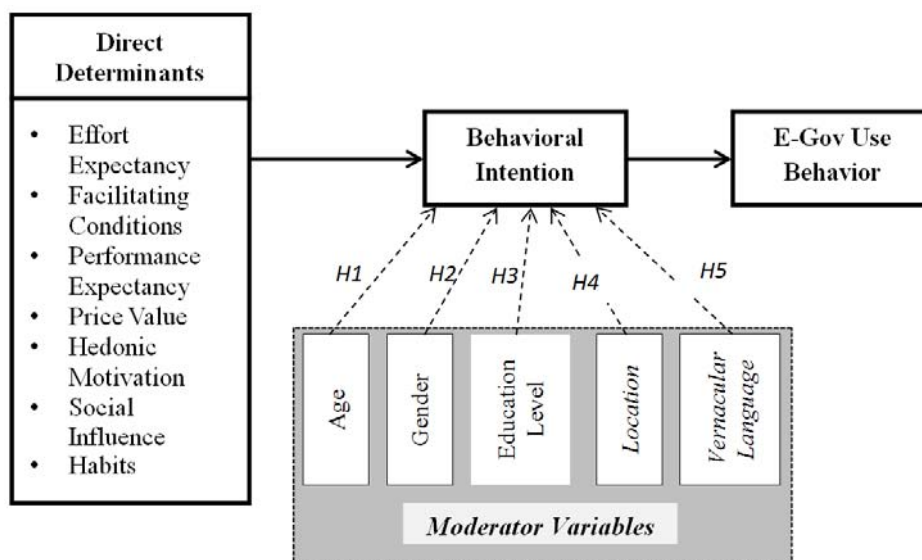 Direct
Determinants
• Effort
Expectancy
• Facilitating
Conditions
• Performance
Expectancy
• Price Value
• Hedonic
Motivation
• Social
Influence
• Habits
Behavioral
Intention
E-Gov Use
Behavior
H1
H2
H3
H4
H5
Age
Gender
Education
Level
Location
Vernacular
Language
Moderator Variables